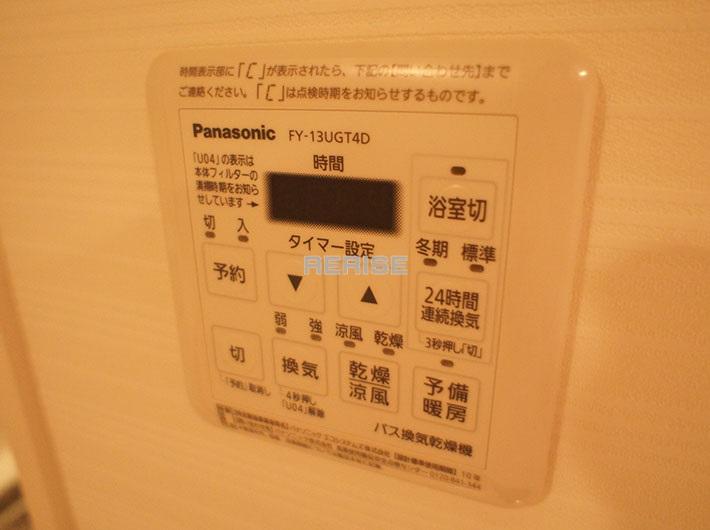 時間表示部に「　」が表示されたら、下記の【問い合わせ先】まで
ご連絡ください。「　」は点検時期をお知らせするものです。
Panasonic FY-13UGT4D
「U04」の表示は
本体フィルターの
清掃時期をお知ら
せしています→
時間
浴室切
切 入
タイマー設定
冬期 標準
AERISE
予約
▼
▲
24時間
連続換気
3秒押し「切」
弱 強 涼風 乾燥
切
換気
乾燥
涼風
予備
暖房
「予約」取消し
4秒押し
「U04」解除
バス換気乾燥機